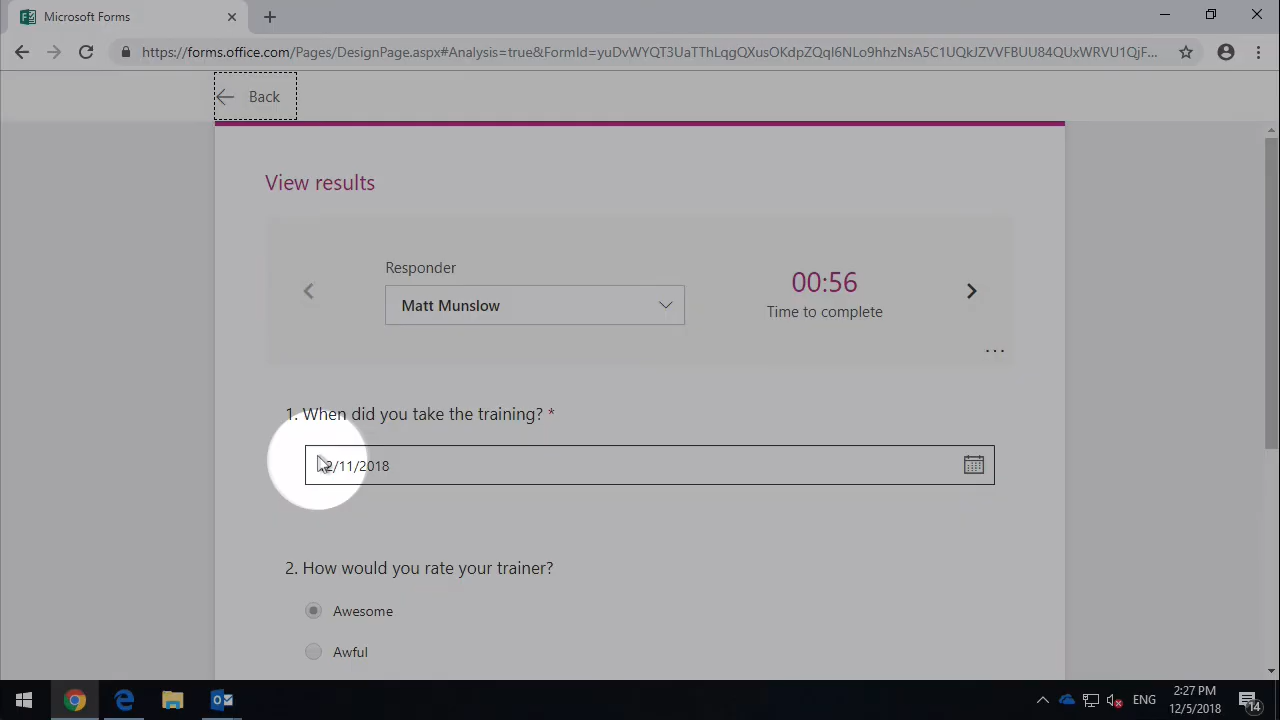 Microsoft Forms
https://forms.office.com/Pages/DesignPage.aspx#Analysis=true&FormId=yuDvWYQT3UaTThLqgQXusOKdpZQqI6NLo9hhzNsA5C1UQkJZVVFBUU84QUxWRVU1QjF...
Back
View results
Responder
Matt Munslow
00:56
Time to complete
...
1. When did you take the training? *
2/11/2018
2. How would you rate your trainer?
Awesome
Awful
ENG
2:27 PM
12/5/2018
14